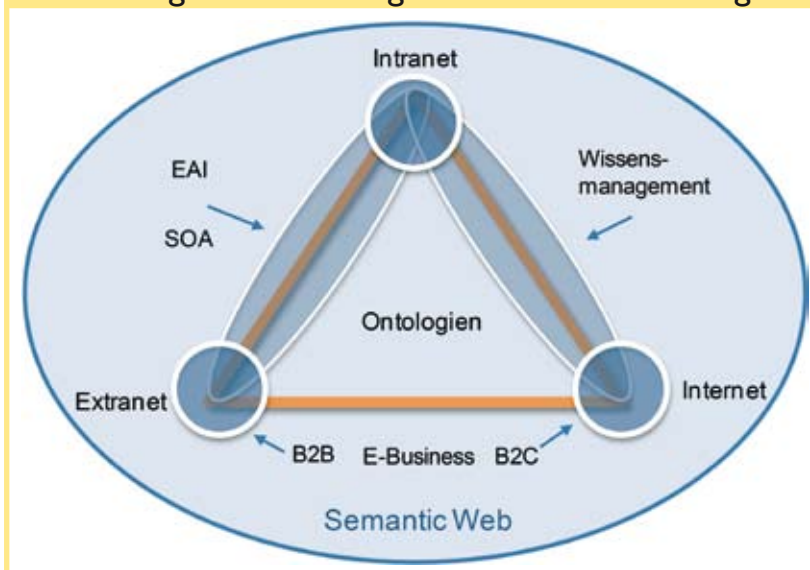 Intranet
EAI
Wissens-
management
SOA
Ontologien
Extranet
Internet
B2B E-Business B2C
Semantic Web